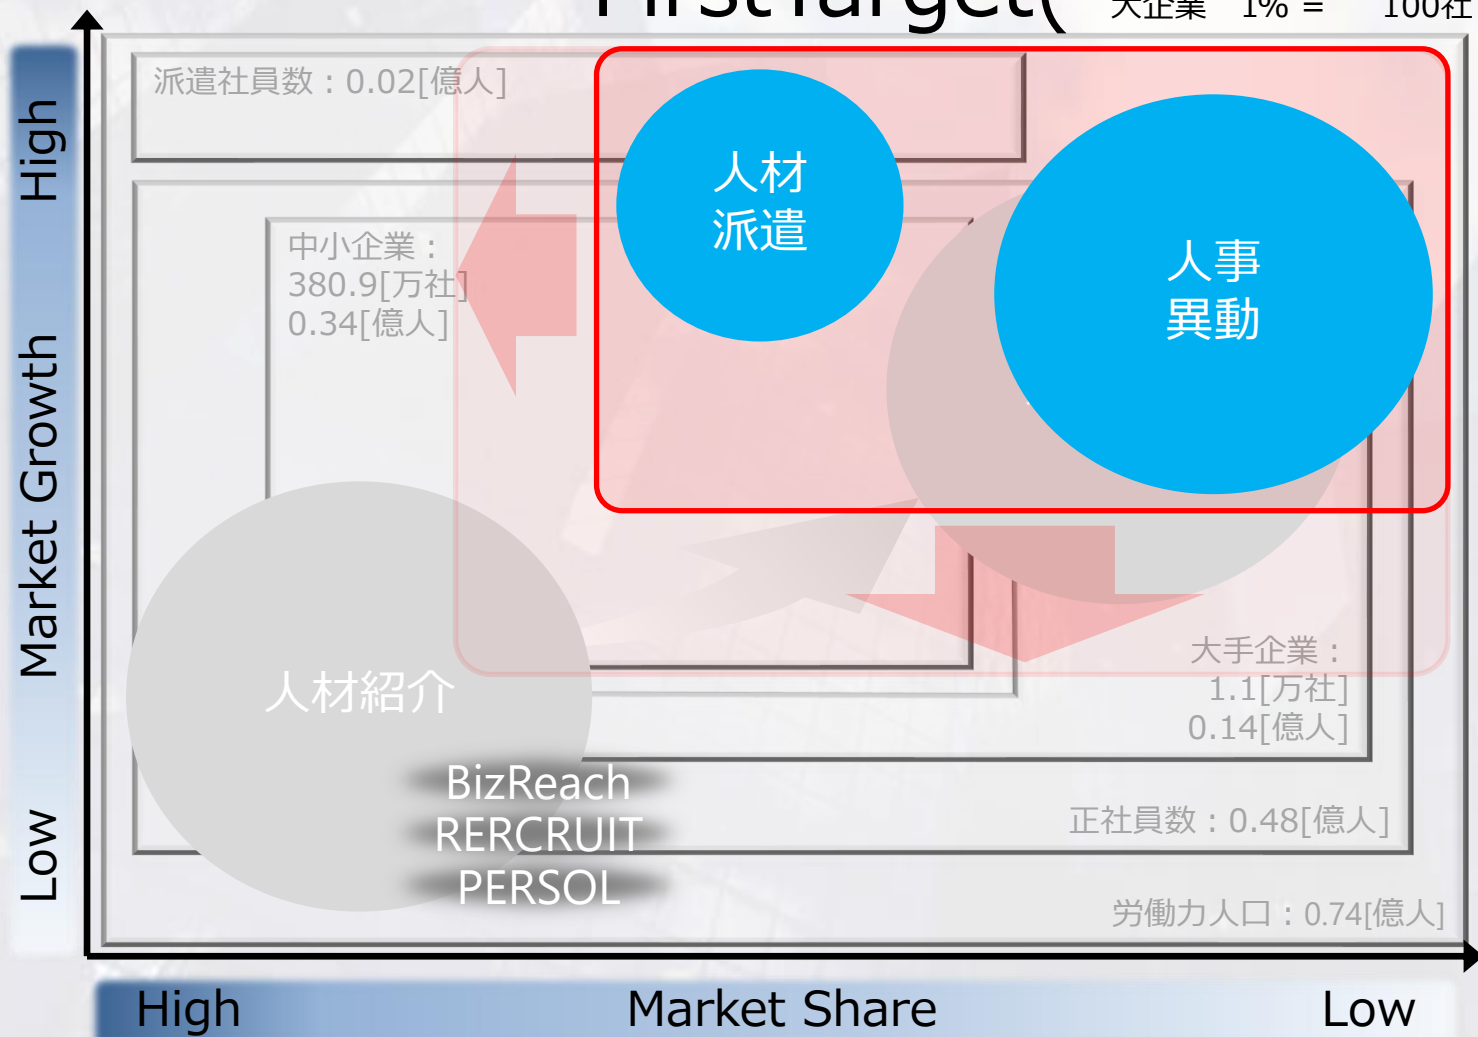 FirstTarget(
大企業 1% = 100社
派遣社員数：0.02[億人]
人材
派遣
人事
異動
中小企業：
380.9[万社]
0.34[億人]
人材紹介
BizReach
RERCRUIT
PERSOL
大手企業：
1.1[万社]
0.14[億人]
正社員数：0.48[億人]
労働力人口：0.74[億人]
High
Market Growth
Low
High Market Share Low